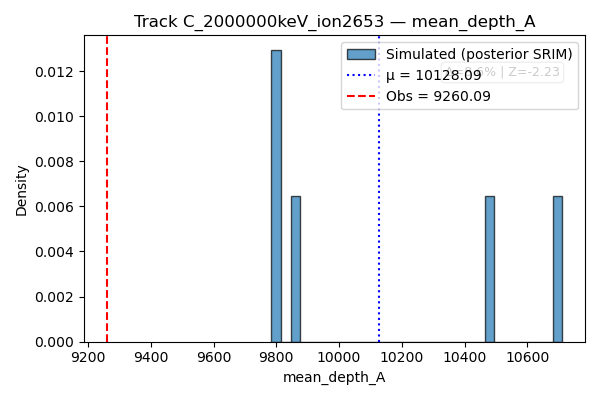 Track C_2000000keV_ion2653 — mean_depth_A
Simulated (posterior SRIM)
μ = 10128.09
Obs = 9260.09
6% | Z=-2.23
Density
0.012
0.010
0.008
0.006
0.004
0.002
0.000
9200 9400 9600 9800 10000 10200 10400 10600
mean_depth_A